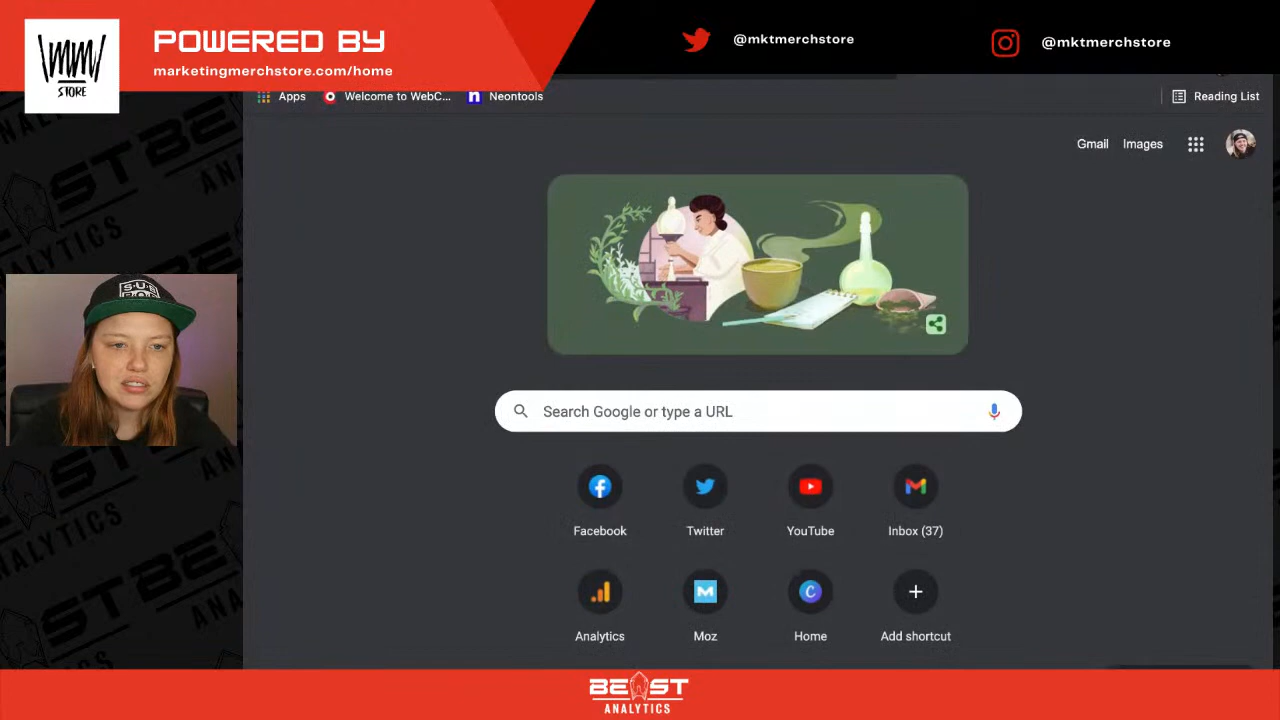 POWERED BY
marketingmerchstore.com/home
STORE
@mktmerchstore
@mktmerchstore
Apps
Welcome to WebC...
Neontools
Reading List
Gmail
Images
Search Google or type a URL
Facebook
Twitter
YouTube
Inbox (37)
Analytics
Moz
Home
Add shortcut
BEAST
ANALYTICS